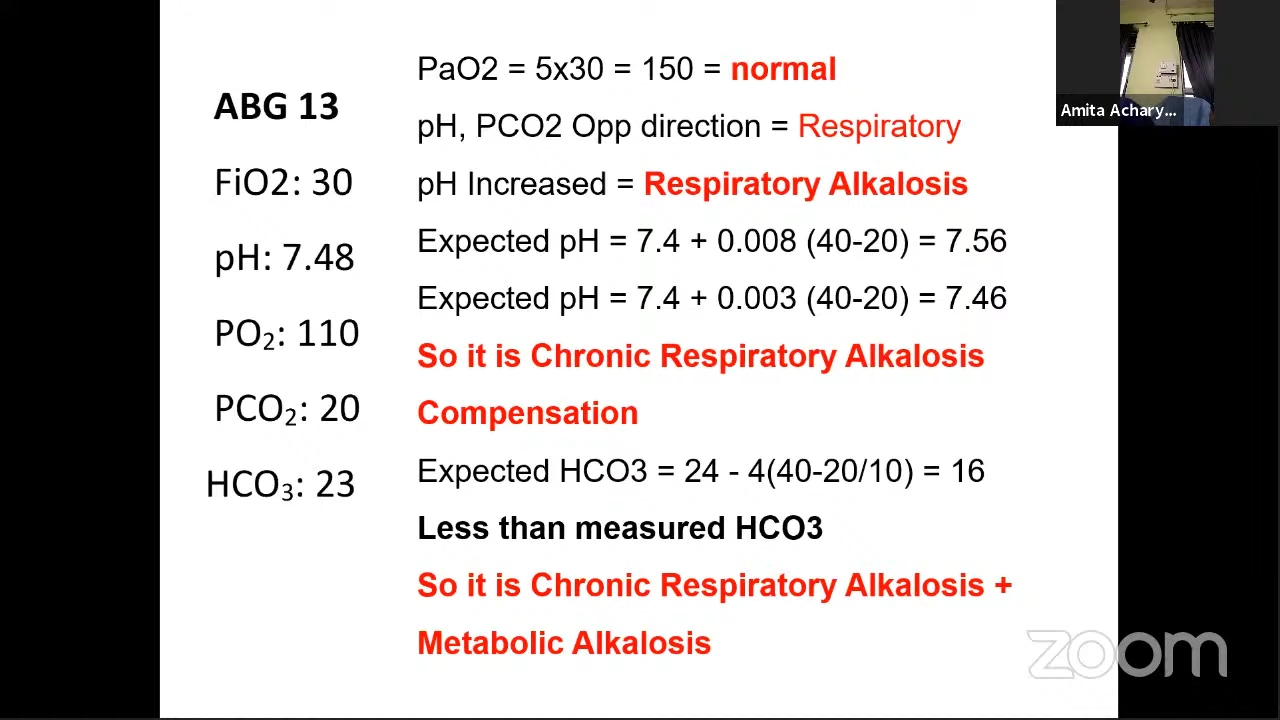 ABG 13
FiO2: 30
pH: 7.48
PO₂: 110
PCO₂: 20
HCO₃: 23
PaO2 = 5x30 = 150 = normal
pH, PCO2 Opp direction = Respiratory
pH Increased = Respiratory Alkalosis
Expected pH = 7.4 + 0.008 (40-20) = 7.56
Expected pH = 7.4 + 0.003 (40-20) = 7.46
So it is Chronic Respiratory Alkalosis
Compensation
Expected HCO3 = 24 - 4(40-20/10) = 16
Less than measured HCO3
So it is Chronic Respiratory Alkalosis +
Metabolic Alkalosis
Amita Achary...
zoom